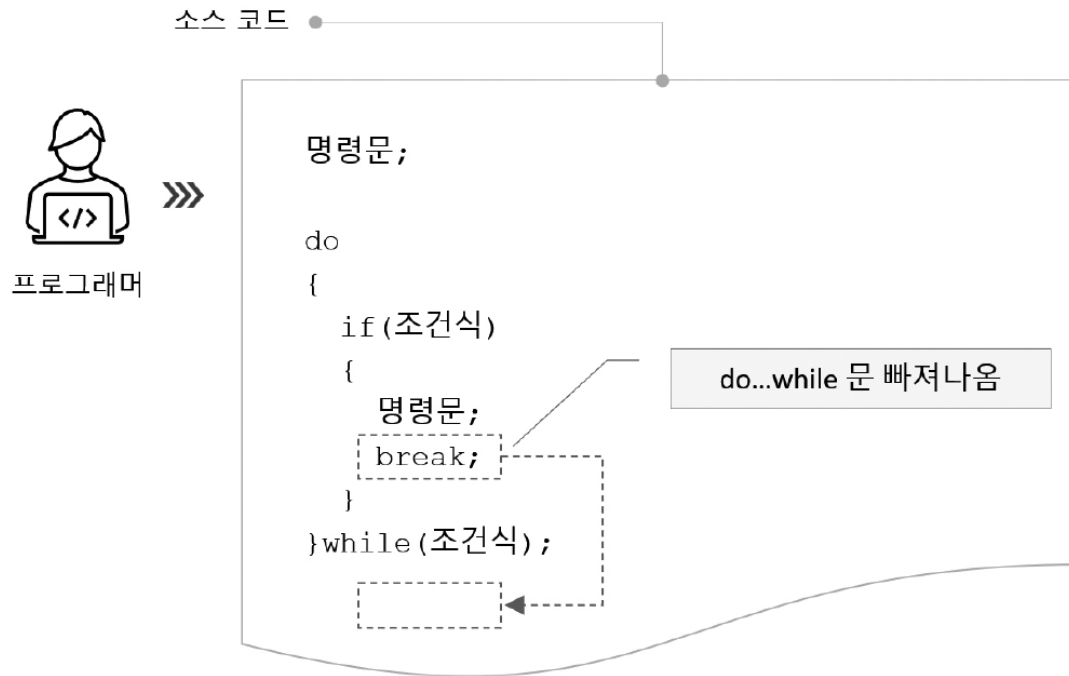 소스 코드
프로그래머
</>
명령문;
do
{
if(조건식)
{
명령문;
break;
}
}while(조건식);
do...while 문 빠져나옴